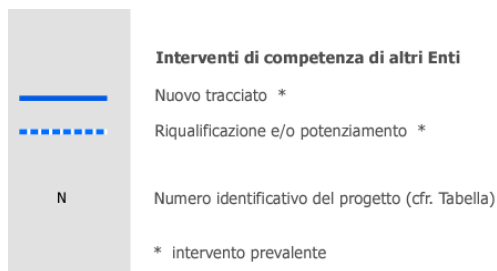 Interventi di competenza di altri Enti
Nuovo tracciato *
Riqualificazione e/o potenziamento *
N Numero identificativo del progetto (cfr. Tabella)
* intervento prevalente